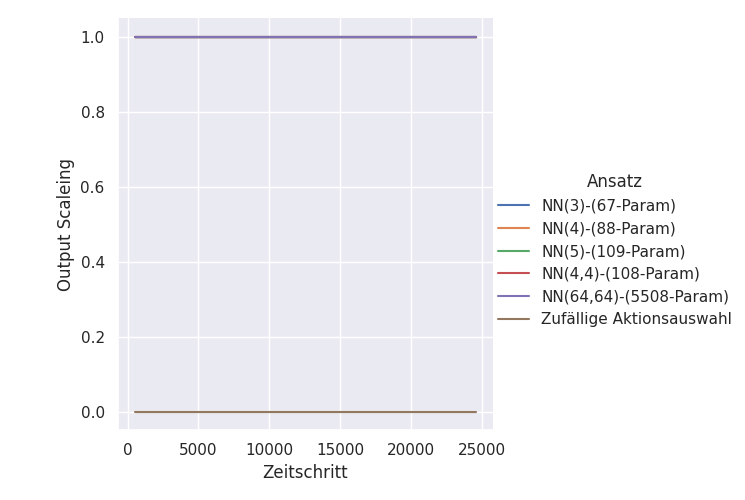 1.0
0.8
0.6
0.4
0.2
0.0
Output Scaleing
0 5000 10000 15000 20000 25000
Zeitschritt
Ansatz
NN(3)-(67-Param)
NN(4)-(88-Param)
NN(5)-(109-Param)
NN(4,4)-(108-Param)
NN(64,64)-(5508-Param)
Zufällige Aktionsauswahl